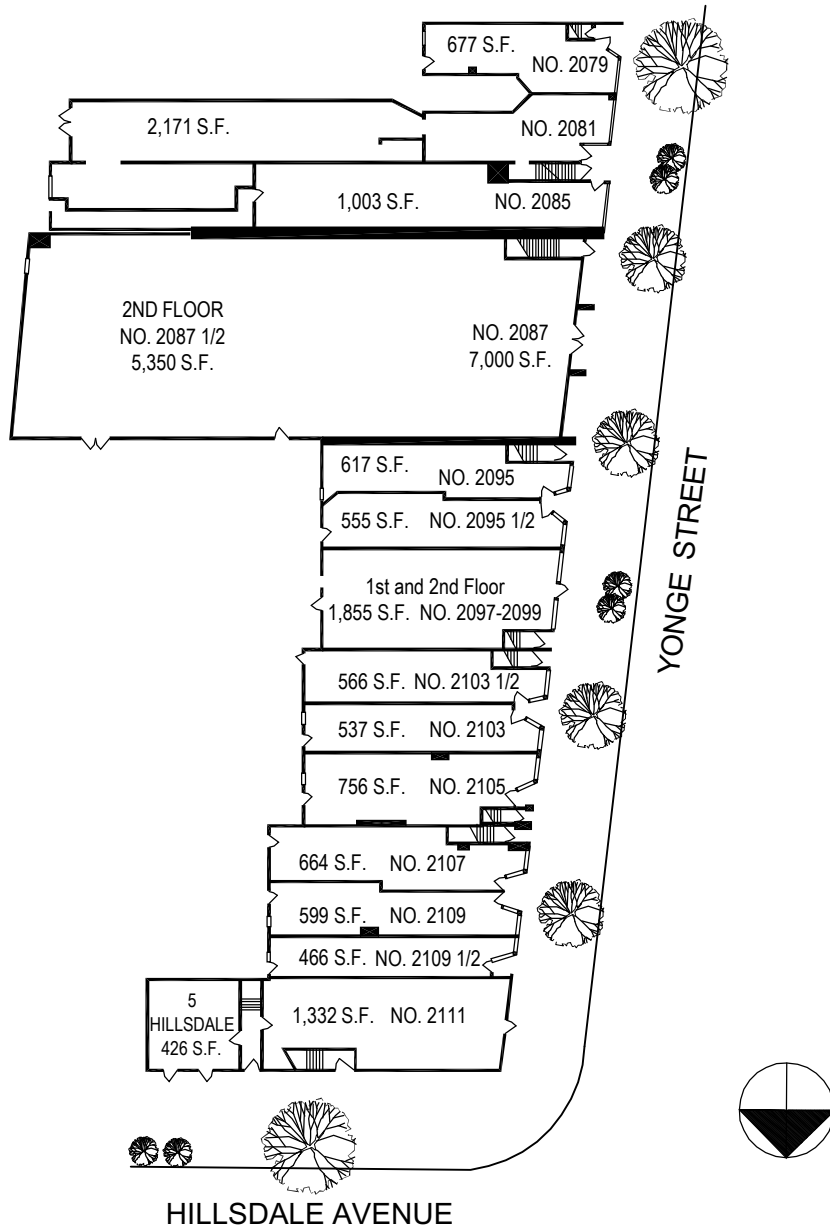 677 S.F.
NO. 2079
2,171 S.F.
NO. 2081
1,003 S.F.
NO. 2085
2ND FLOOR
NO. 2087 1/2
5,350 S.F.
NO. 2087
7,000 S.F.
617 S.F. NO. 2095
555 S.F. NO. 2095 1/2
1st and 2nd Floor
1,855 S.F. NO. 2097-2099
566 S.F. NO. 2103 1/2
537 S.F. NO. 2103
756 S.F. NO. 2105
664 S.F. NO. 2107
599 S.F. NO. 2109
466 S.F. NO. 2109 1/2
5
HILLSDALE
426 S.F.
1,332 S.F. NO. 2111
YONGE STREET
HILLSDALE AVENUE